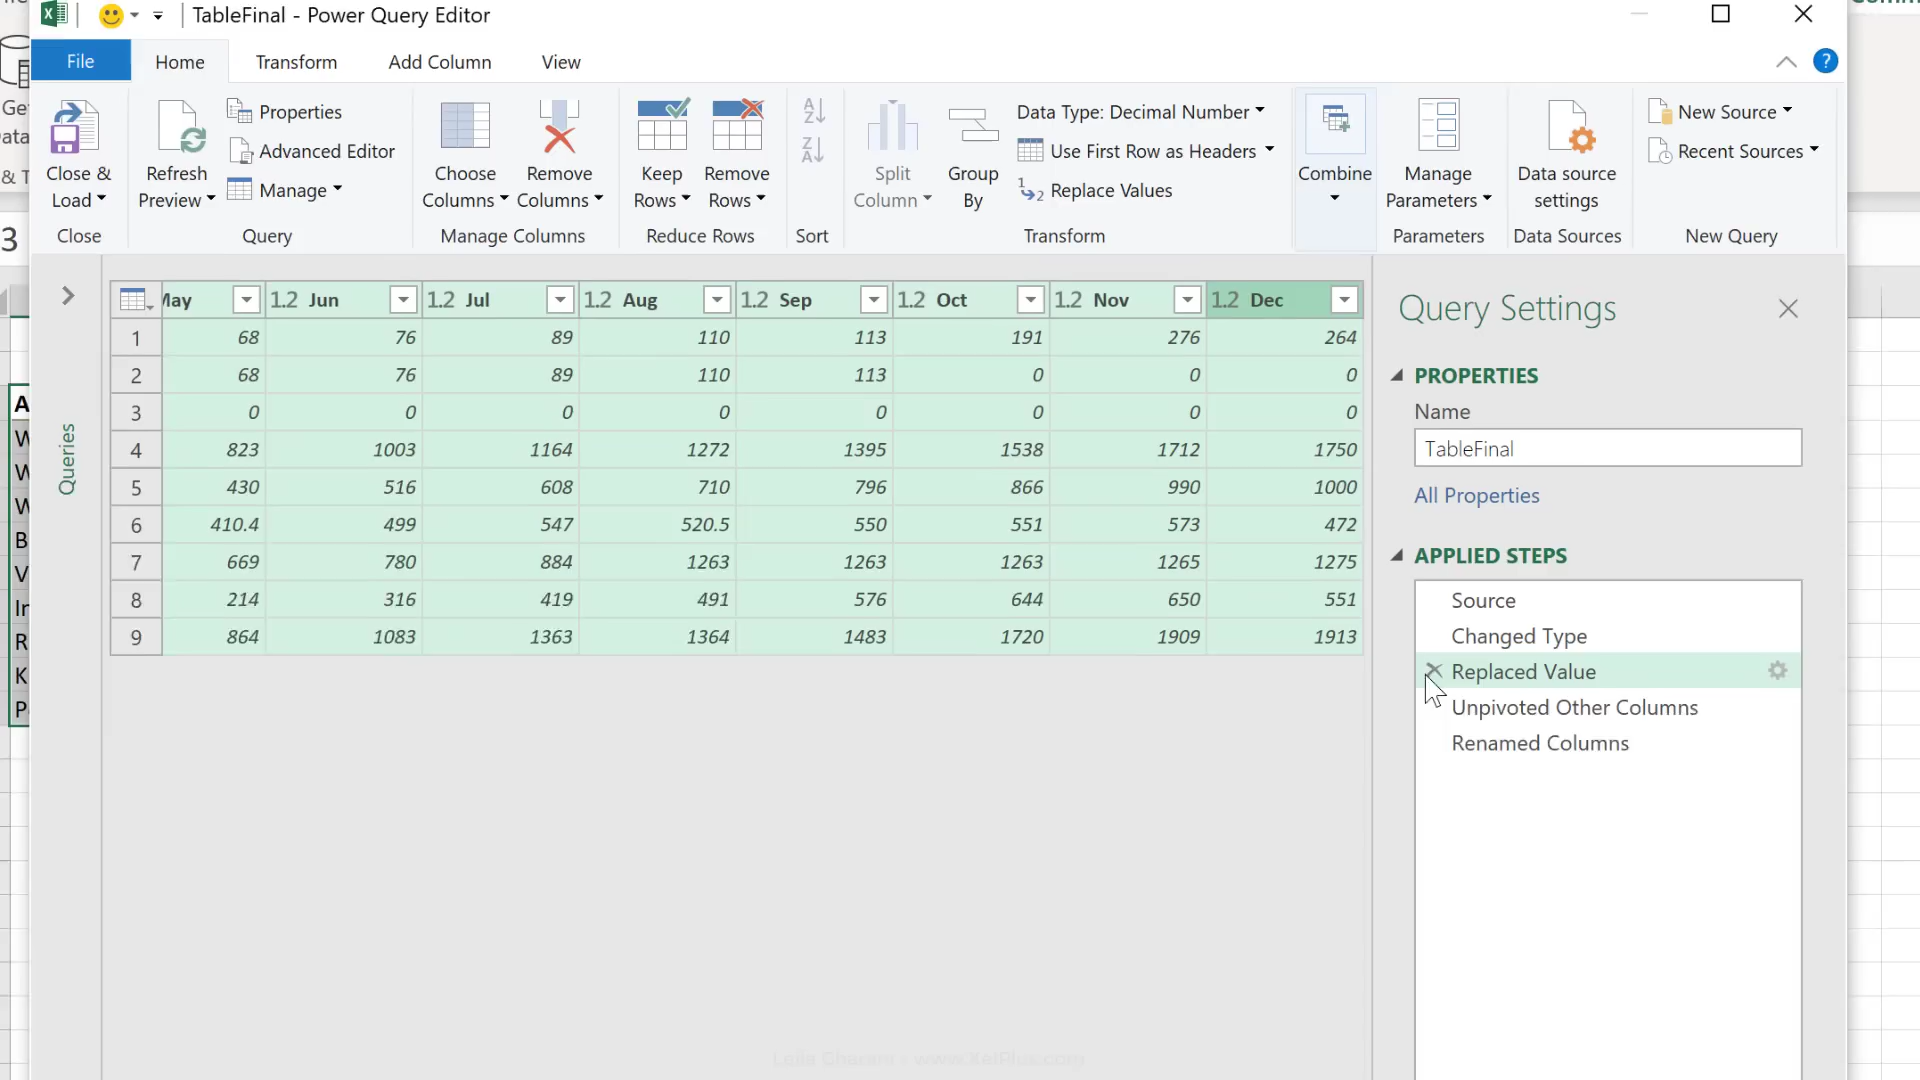 TableFinal - Power Query Editor
File
Home
Transform
Add Column
View
?
Close & Load
Close
Refresh Preview
Properties
Advanced Editor
Manage
Query
Choose Columns
Remove Columns
Manage Columns
Keep Rows
Remove Rows
Reduce Rows
A Z
Z A
Sort
Split Column
Group By
Data Type: Decimal Number
Use First Row as Headers
1 2 Replace Values
Transform
Combine
Manage Parameters
Parameters
Data source settings
Data Sources
New Source
Recent Sources
New Query
3
Queries
May 1.2 Jun 1.2 Jul 1.2 Aug 1.2 Sep 1.2 Oct 1.2 Nov 1.2 Dec
1 68 76 89 110 113 191 276 264
2 68 76 89 110 113 0 0 0
3 0 0 0 0 0 0 0 0
4 823 1003 1164 1272 1395 1538 1712 1750
5 430 516 608 710 796 866 990 1000
6 410.4 499 547 520.5 550 551 573 472
7 669 780 884 1263 1263 1263 1265 1275
8 214 316 419 491 576 644 650 551
9 864 1083 1363 1364 1483 1720 1909 1913
Query Settings
PROPERTIES
Name
TableFinal
All Properties
APPLIED STEPS
Source
Changed Type
Replaced Value
Unpivoted Other Columns
Renamed Columns
Leila Gharani - www.XelPlus.com